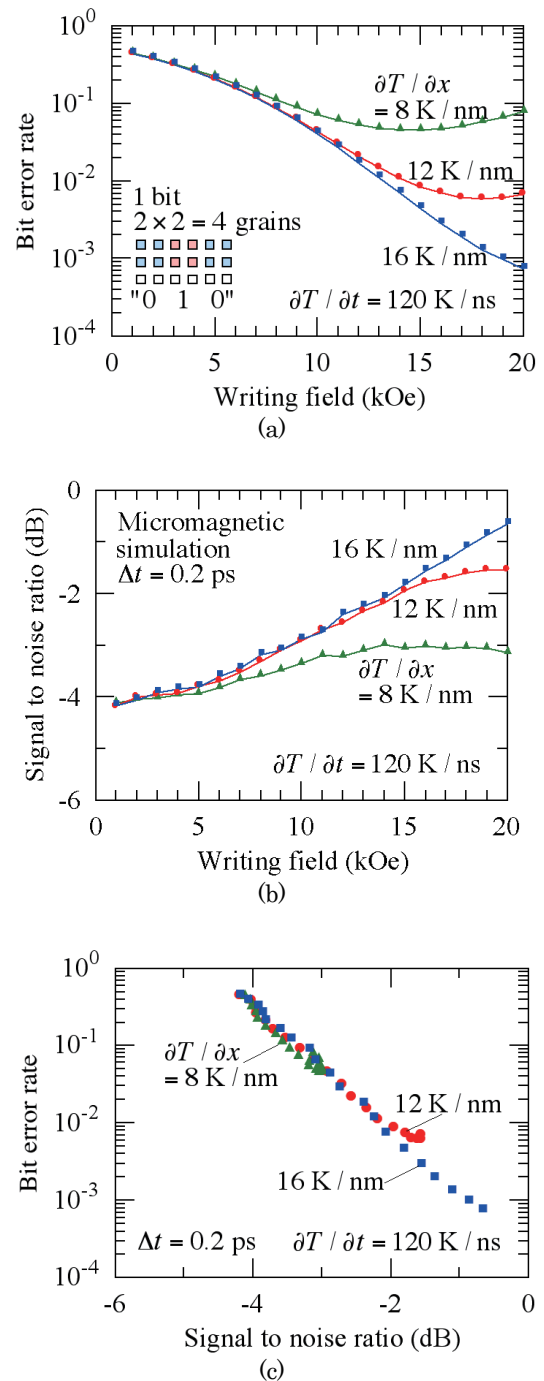 10^0
10^-1
10^-2
10^-3
10^-4
Bit error rate
∂T / ∂x
= 8 K / nm
12 K / nm
16 K / nm
1 bit
2 × 2 = 4 grains
"0 1 0"
∂T / ∂t = 120 K / ns
0 5 10 15 20
Writing field (kOe)
(a)
0
-2
-4
-6
Signal to noise ratio (dB)
Micromagnetic
simulation
Δt = 0.2 ps
16 K / nm
12 K / nm
∂T / ∂x
= 8 K / nm
∂T / ∂t = 120 K / ns
0 5 10 15 20
Writing field (kOe)
(b)
10^0
10^-1
10^-2
10^-3
10^-4
Bit error rate
∂T / ∂x
= 8 K / nm
12 K / nm
16 K / nm
Δt = 0.2 ps ∂T / ∂t = 120 K / ns
-6 -4 -2 0
Signal to noise ratio (dB)
(c)